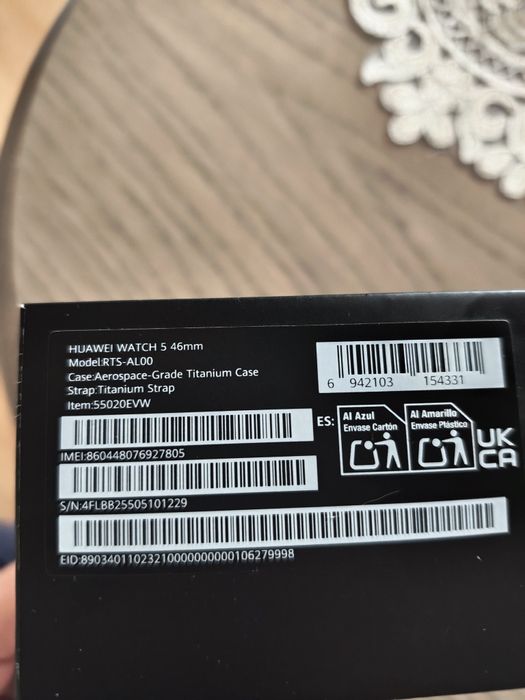 HUAWEI WATCH 5 46mm
Model:RTS-AL00
Case:Aerospace-Grade Titanium Case
Strap:Titanium Strap
Item:55020EVW
6 942103 154331
IMEI:860448076927805
S/N:4FLBB25505101229
EID:89034011023210000000000106279998
ES:
Al Azul
Envase Cartón
Al Amarillo
Envase Plástico
UK
CA